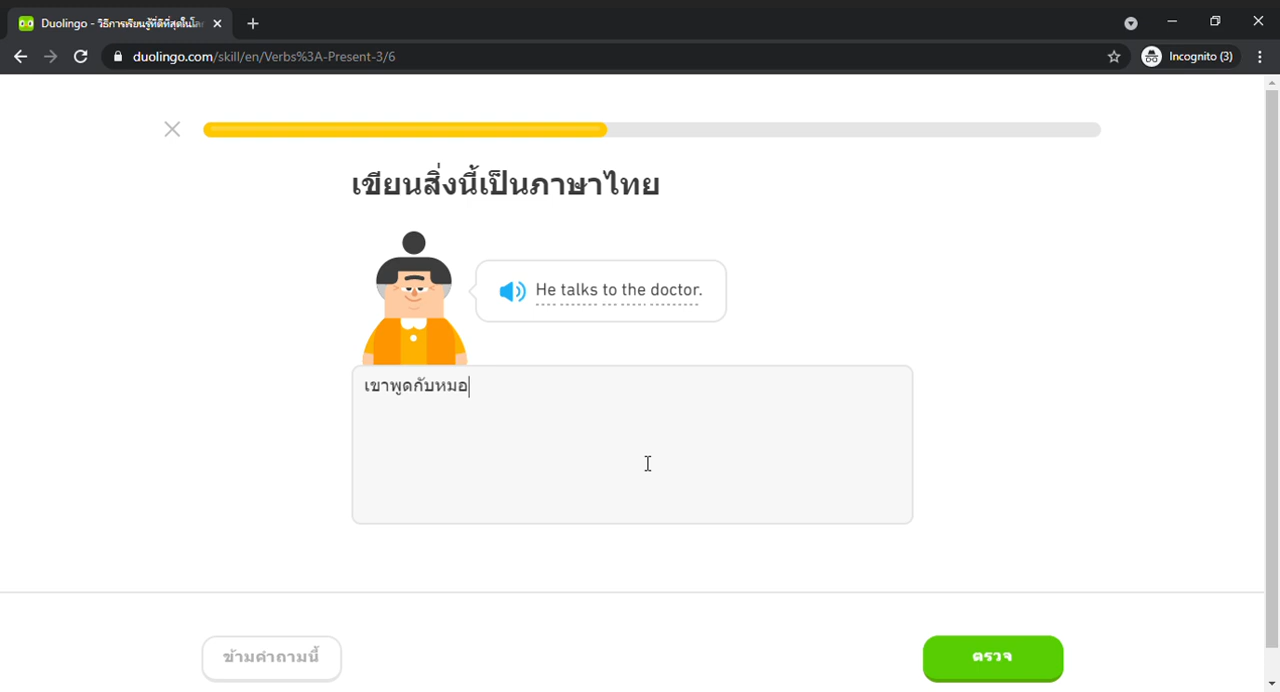 Duolingo - วิธีการเรียนรู้ที่ดีที่สุดในโล
duolingo.com/skill/en/Verbs%3A-Present-3/6
Incognito (3)
เขียนสิ่งนี้เป็นภาษาไทย
He talks to the doctor.
เขาพูดกับหมอ
ข้ามคำถามนี้
ตรวจ